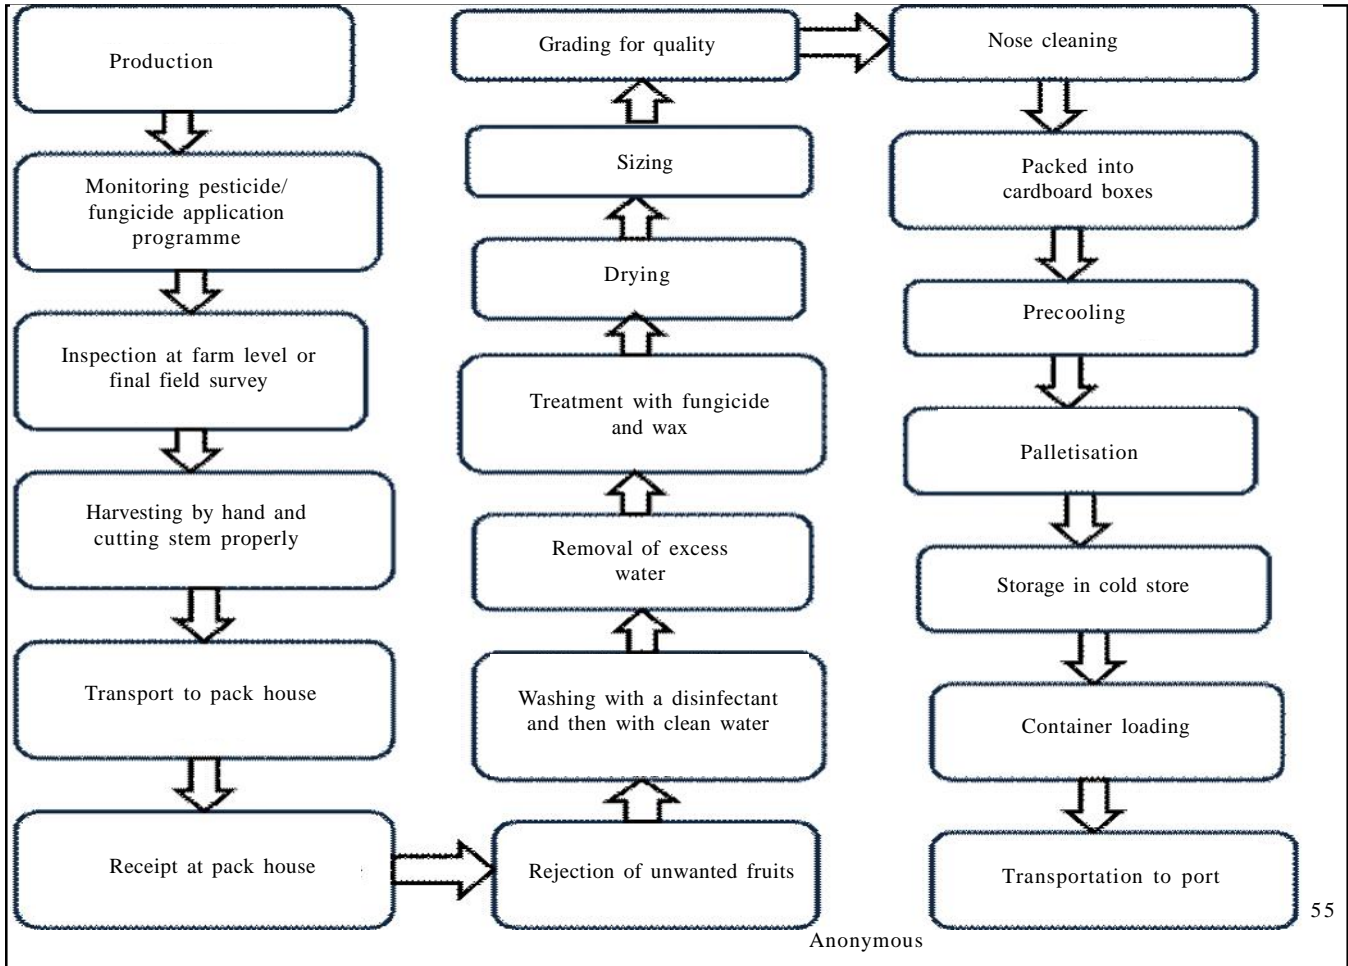 Production
Monitoring pesticide/
fungicide application
programme
Inspection at farm level or
final field survey
Harvesting by hand and
cutting stem properly
Transport to pack house
Receipt at pack house
Rejection of unwanted fruits
Washing with a disinfectant
and then with clean water
Removal of excess
water
Treatment with fungicide
and wax
Drying
Sizing
Grading for quality
Nose cleaning
Packed into
cardboard boxes
Precooling
Palletisation
Storage in cold store
Container loading
Transportation to port
55
Anonymous